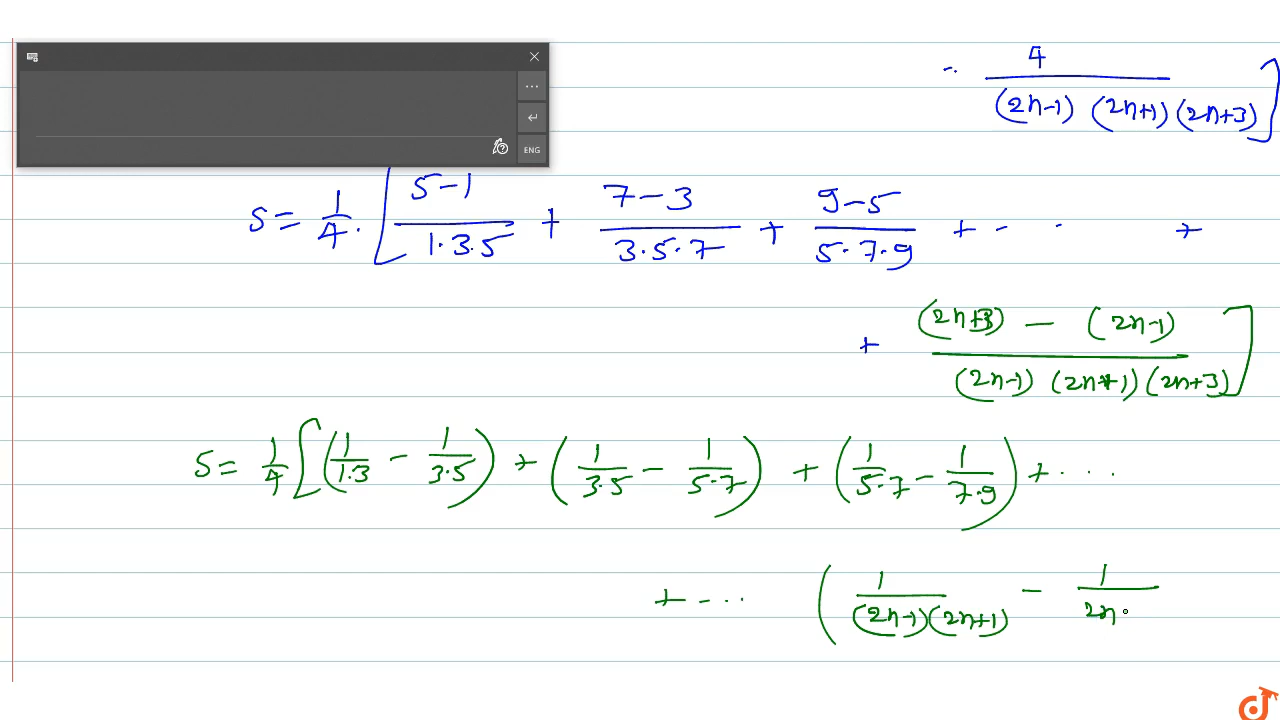 ENG
- 4/((2n-1) (2n+1)(2n+3)) ]
S = 1/4 . [ (5-1)/(1·3·5) + (7-3)/(3·5·7) + (9-5)/(5·7·9) + - - +
+ ((2n+3) - (2n-1))/((2n-1) (2n+1)(2n+3)) ]
S = 1/4 [ (1/1·3 - 1/3·5) + (1/3·5 - 1/5·7) + (1/5·7 - 1/7·9) + · · ·
+ - ·· ( 1/((2n-1)(2n+1)) - 1/2n